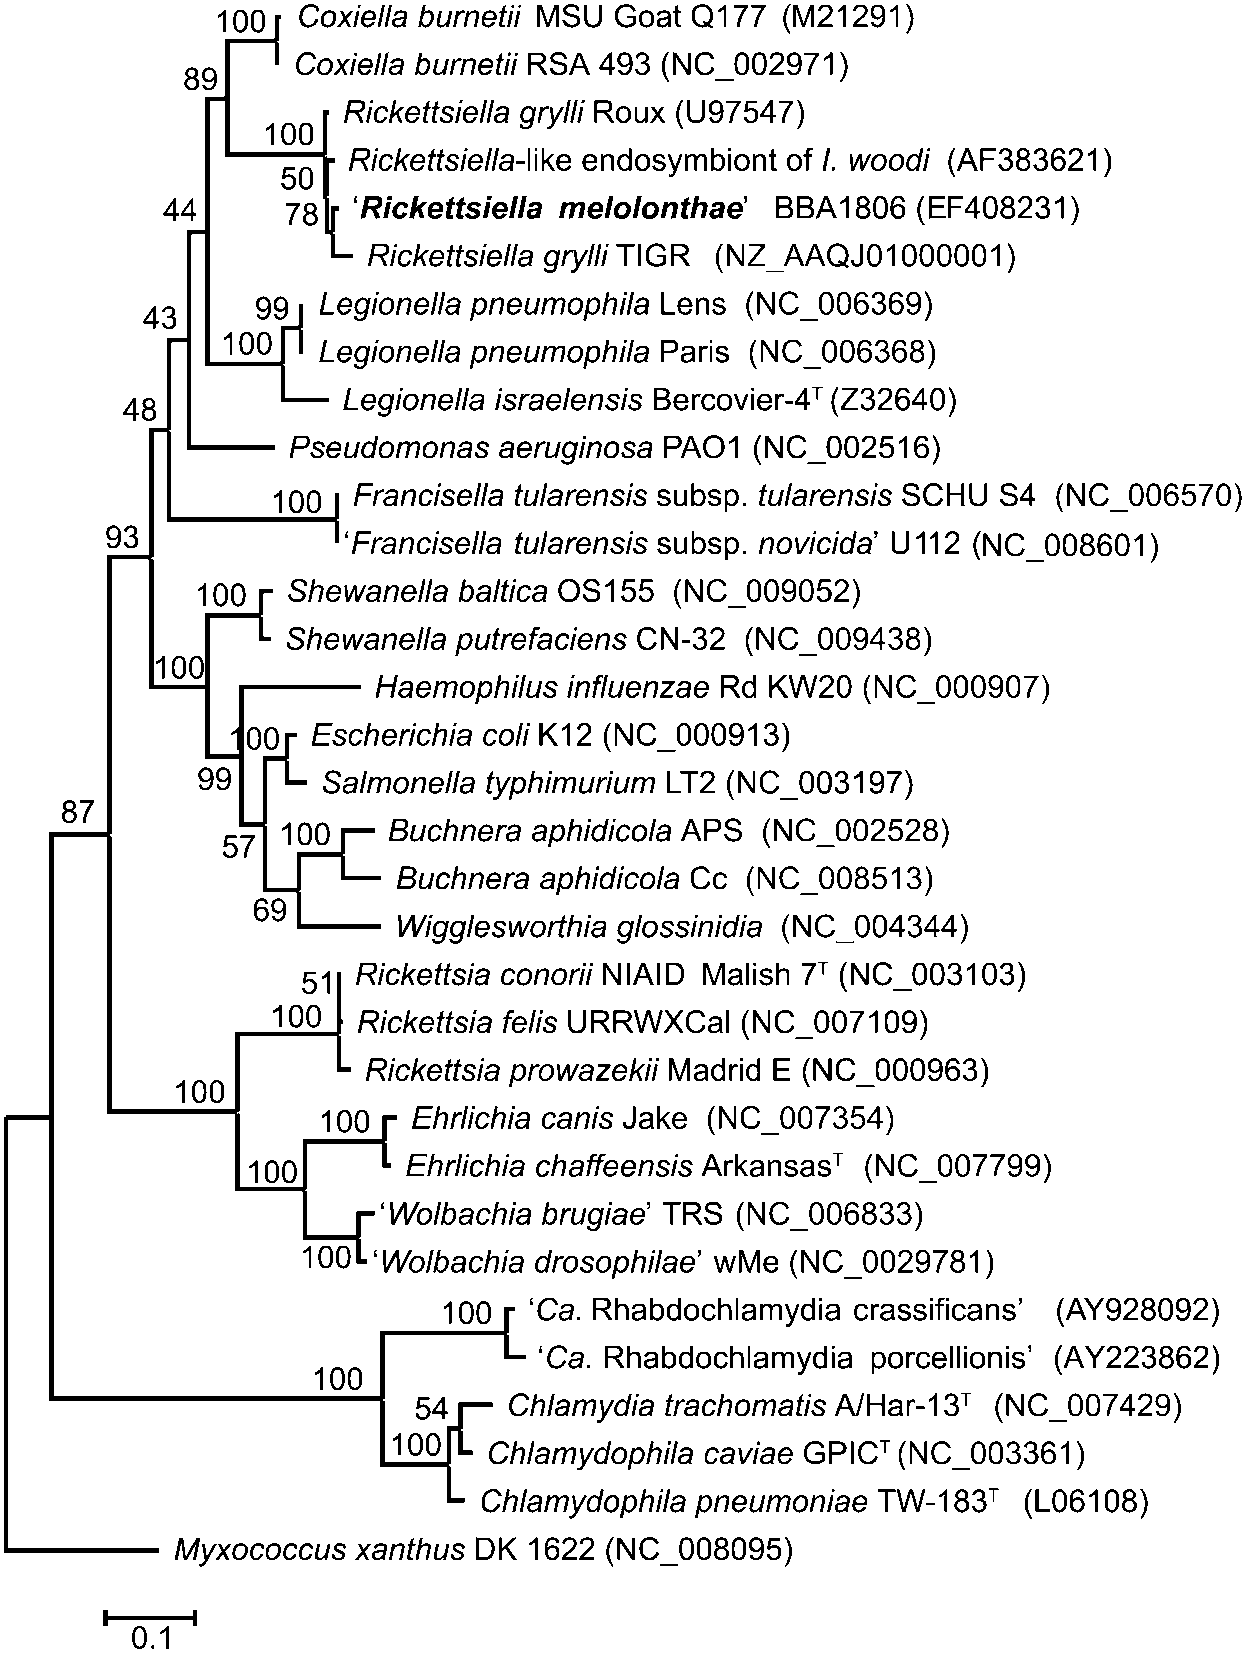 100 Coxiella burnetii MSU Goat Q177 (M21291)
Coxiella burnetii RSA 493 (NC_002971)
89
Rickettsiella grylli Roux (U97547)
100
Rickettsiella-like endosymbiont of I. woodi (AF383621)
50
44
78 ‘Rickettsiella melolonthae’ BBA1806 (EF408231)
Rickettsiella grylli TIGR (NZ_AAQJ01000001)
99 Legionella pneumophila Lens (NC_006369)
43
100 Legionella pneumophila Paris (NC_006368)
Legionella israelensis Bercovier-4ᵀ (Z32640)
48
Pseudomonas aeruginosa PAO1 (NC_002516)
100 Francisella tularensis subsp. tularensis SCHU S4 (NC_006570)
93
‘Francisella tularensis subsp. novicida’ U112 (NC_008601)
100 Shewanella baltica OS155 (NC_009052)
Shewanella putrefaciens CN-32 (NC_009438)
100
Haemophilus influenzae Rd KW20 (NC_000907)
100 Escherichia coli K12 (NC_000913)
99 Salmonella typhimurium LT2 (NC_003197)
87
100 Buchnera aphidicola APS (NC_002528)
57
Buchnera aphidicola Cc (NC_008513)
69
Wigglesworthia glossinidia (NC_004344)
51 Rickettsia conorii NIAID Malish 7ᵀ (NC_003103)
100 Rickettsia felis URRWXCal (NC_007109)
Rickettsia prowazekii Madrid E (NC_000963)
100
100 Ehrlichia canis Jake (NC_007354)
100 Ehrlichia chaffeensis Arkansasᵀ (NC_007799)
‘Wolbachia brugiae’ TRS (NC_006833)
100 ‘Wolbachia drosophilae’ wMe (NC_0029781)
100 ‘Ca. Rhabdochlamydia crassificans’ (AY928092)
‘Ca. Rhabdochlamydia porcellionis’ (AY223862)
100
54 Chlamydia trachomatis A/Har-13ᵀ (NC_007429)
100 Chlamydophila caviae GPICᵀ (NC_003361)
Chlamydophila pneumoniae TW-183ᵀ (L06108)
Myxococcus xanthus DK 1622 (NC_008095)
0.1